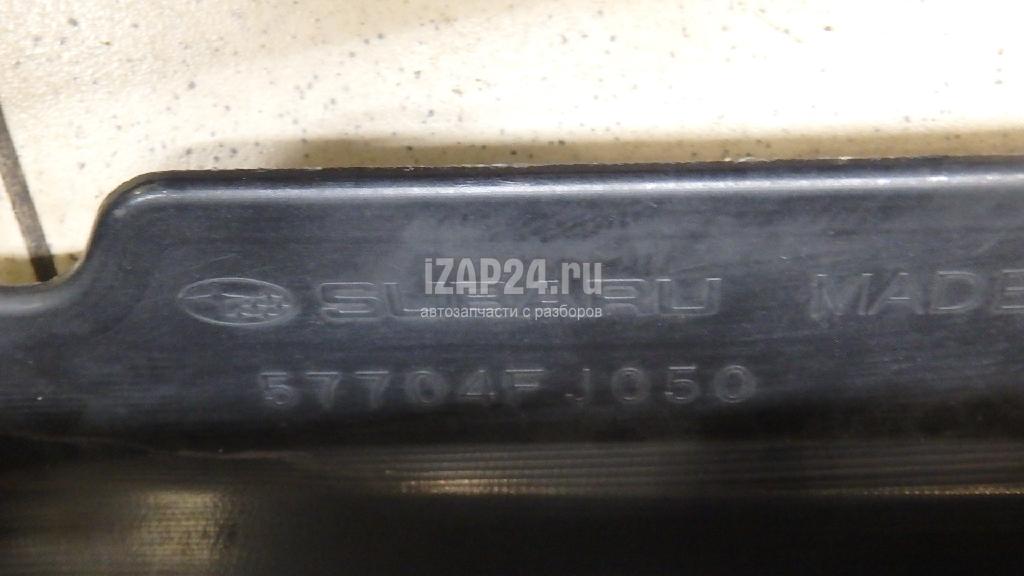 iZAP24.ru
SUBARU MADE
автозапчасти с разборов
57704FJ050